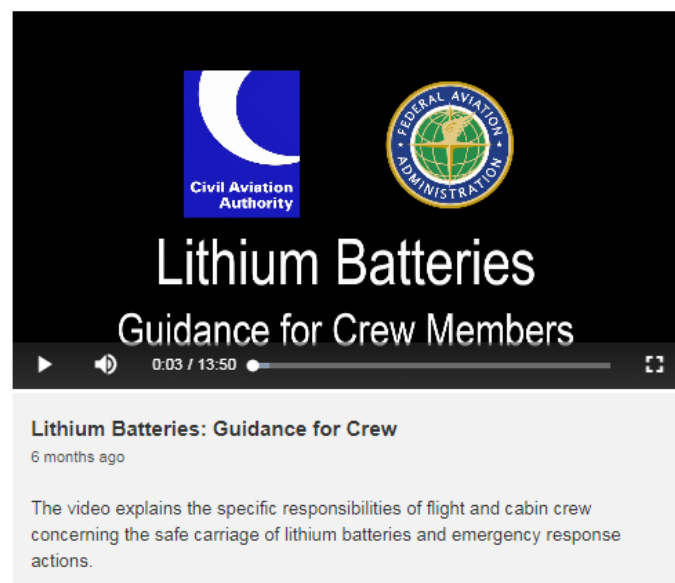 Civil Aviation
Authority
FEDERAL AVIATION
ADMINISTRATION
Lithium Batteries
Guidance for Crew Members
0:03 / 13:50
Lithium Batteries: Guidance for Crew
6 months ago
The video explains the specific responsibilities of flight and cabin crew
concerning the safe carriage of lithium batteries and emergency response
actions.